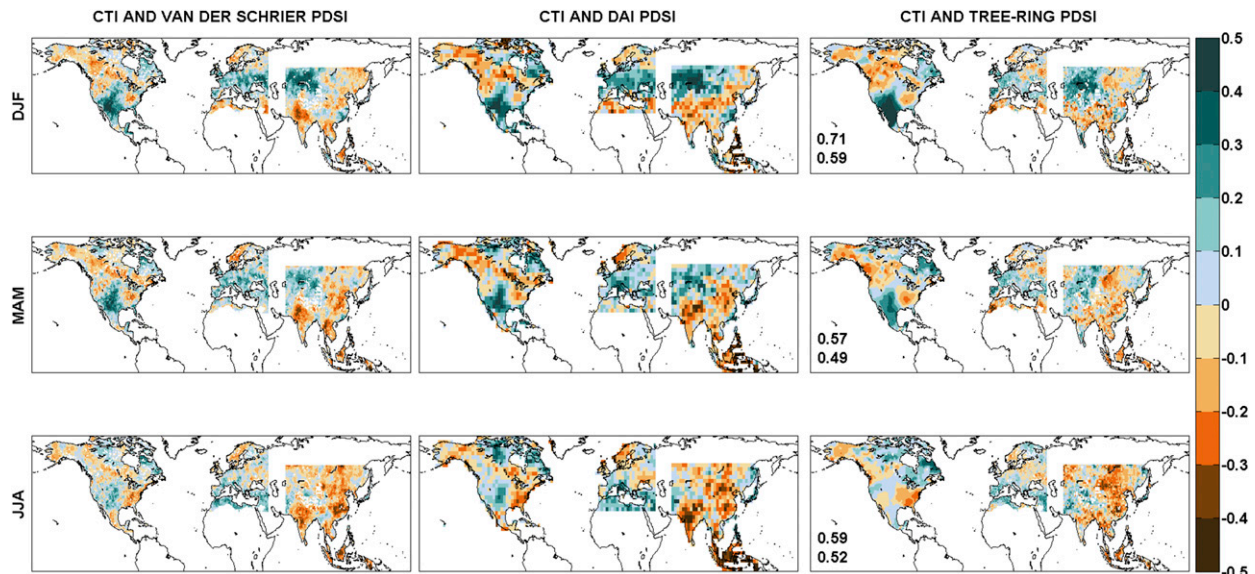 CTI AND VAN DER SCHRIER PDSI
CTI AND DAI PDSI
CTI AND TREE-RING PDSI
DJF
0.71
0.59
MAM
0.57
0.49
JJA
0.59
0.52
0.5
0.4
0.3
0.2
0.1
0
-0.1
-0.2
-0.3
-0.4
-0.5